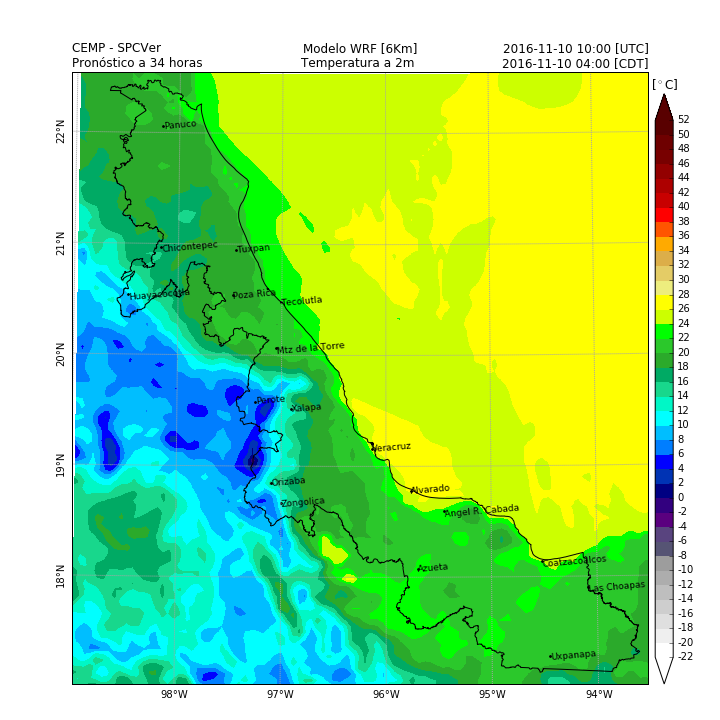 CEMP - SPCVer Modelo WRF [6Km] 2016-11-10 10:00 [UTC]
Pronóstico a 34 horas Temperatura a 2m 2016-11-10 04:00 [CDT]
[°C]
52
50
48
46
44
42
40
38
36
34
32
30
28
26
24
22
20
18
16
14
12
10
8
6
4
2
0
-2
-4
-6
-8
-10
-12
-14
-16
-18
-20
-22
22°N
21°N
20°N
19°N
18°N
Panuco
Chicontepec
Tuxpan
Huayacocotla
Poza Rica
Tecolutla
Mtz de la Torre
Perote
Xalapa
Veracruz
Orizaba
Alvarado
Zongolica
Angel R. Cabada
Azueta
Coatzacoalcos
Las Choapas
Uxpanapa
98°W 97°W 96°W 95°W 94°W